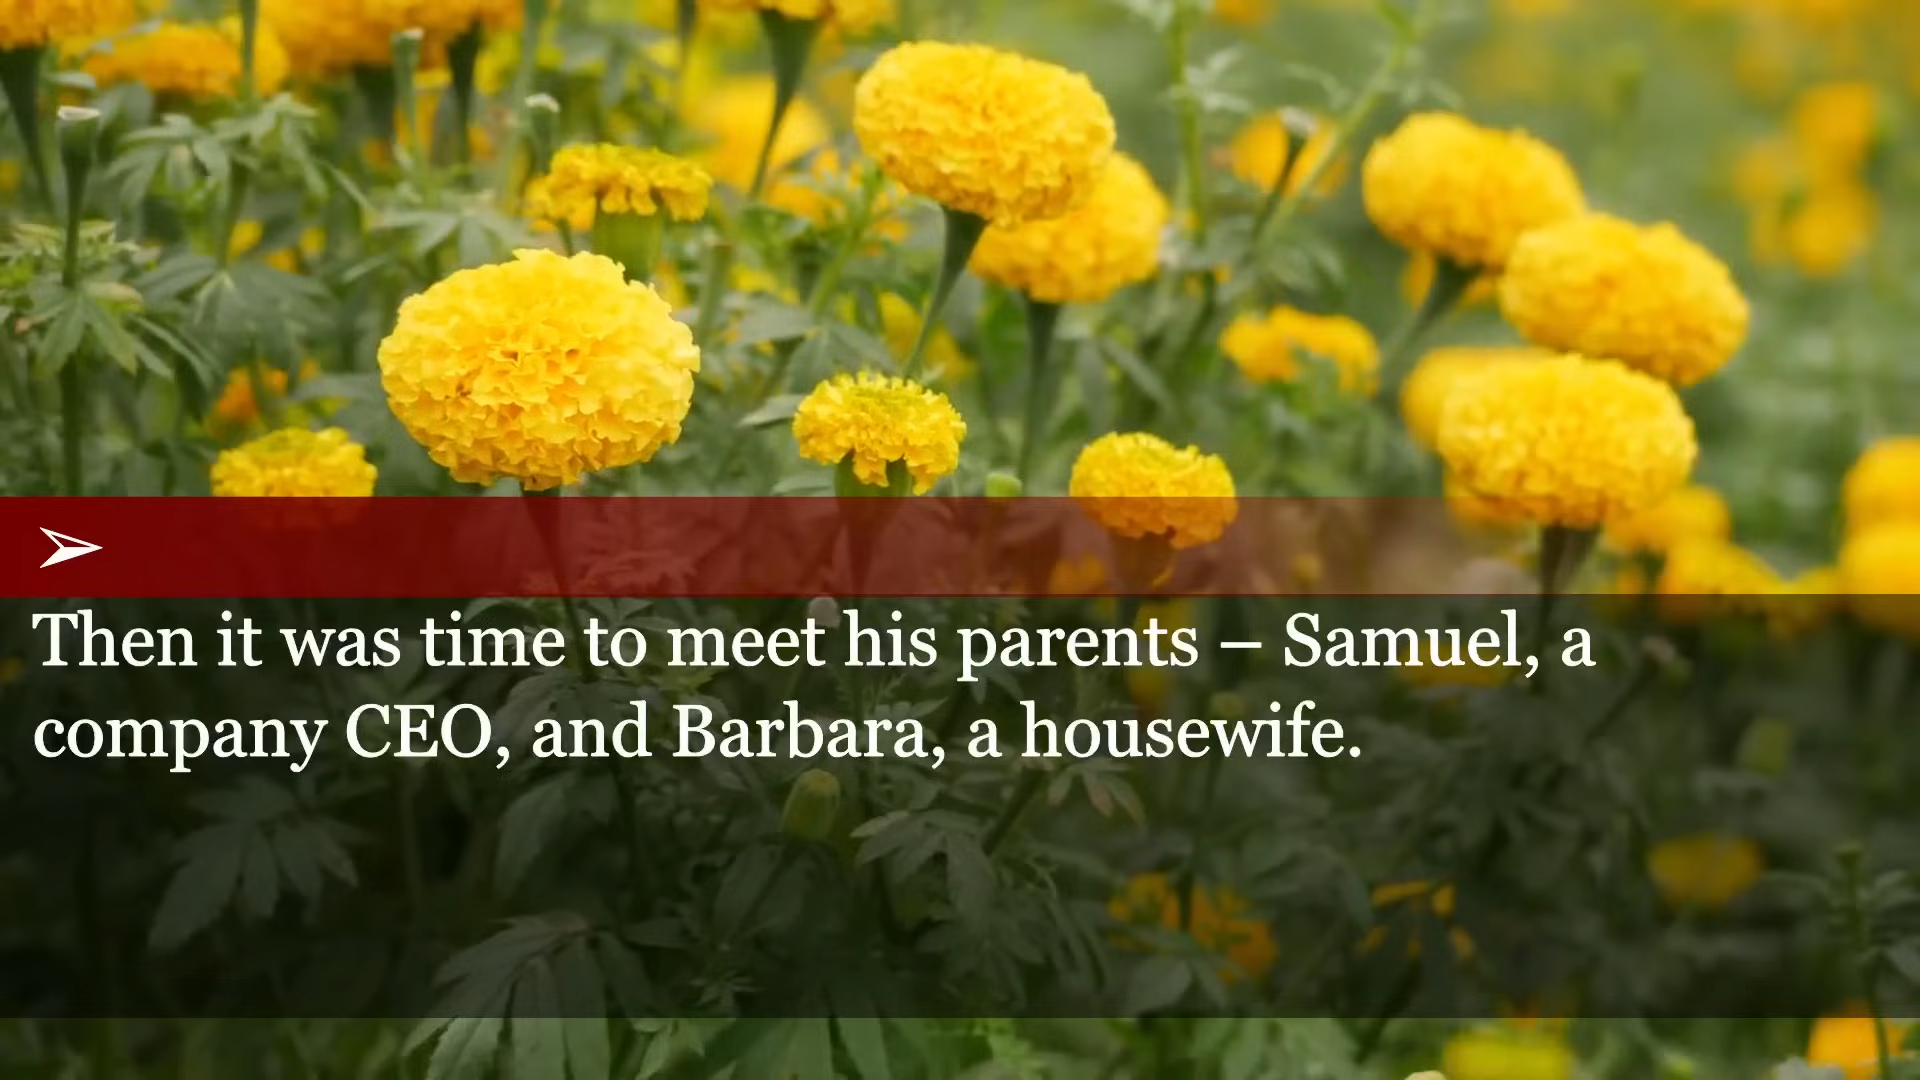 Then it was time to meet his parents – Samuel, a
company CEO, and Barbara, a housewife.